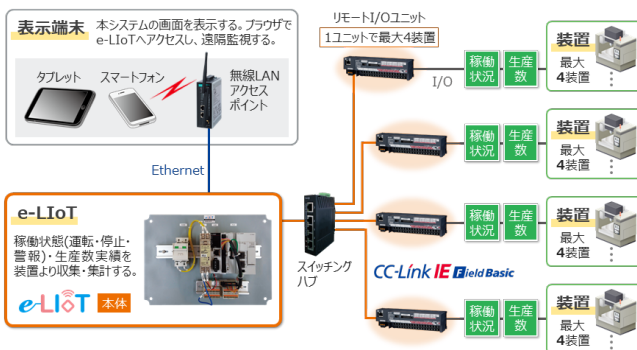 表示端末
本システムの画面を表示する。ブラウザで
e-LIoTへアクセスし、遠隔監視する。
タブレット
スマートフォン
無線LAN
アクセス
ポイント
Ethernet
e-LIoT
稼働状態(運転・停止・
警報)・生産数実績を
装置より収集・集計する。
e-LIoT 本体
スイッチング
ハブ
リモートI/Oユニット
1ユニットで最大4装置
I/O
稼働
状況
生産
数
装置
最大
4装置
稼働
状況
生産
数
装置
最大
4装置
稼働
状況
生産
数
装置
最大
4装置
CC-Link IE Field Basic
稼働
状況
生産
数
装置
最大
4装置